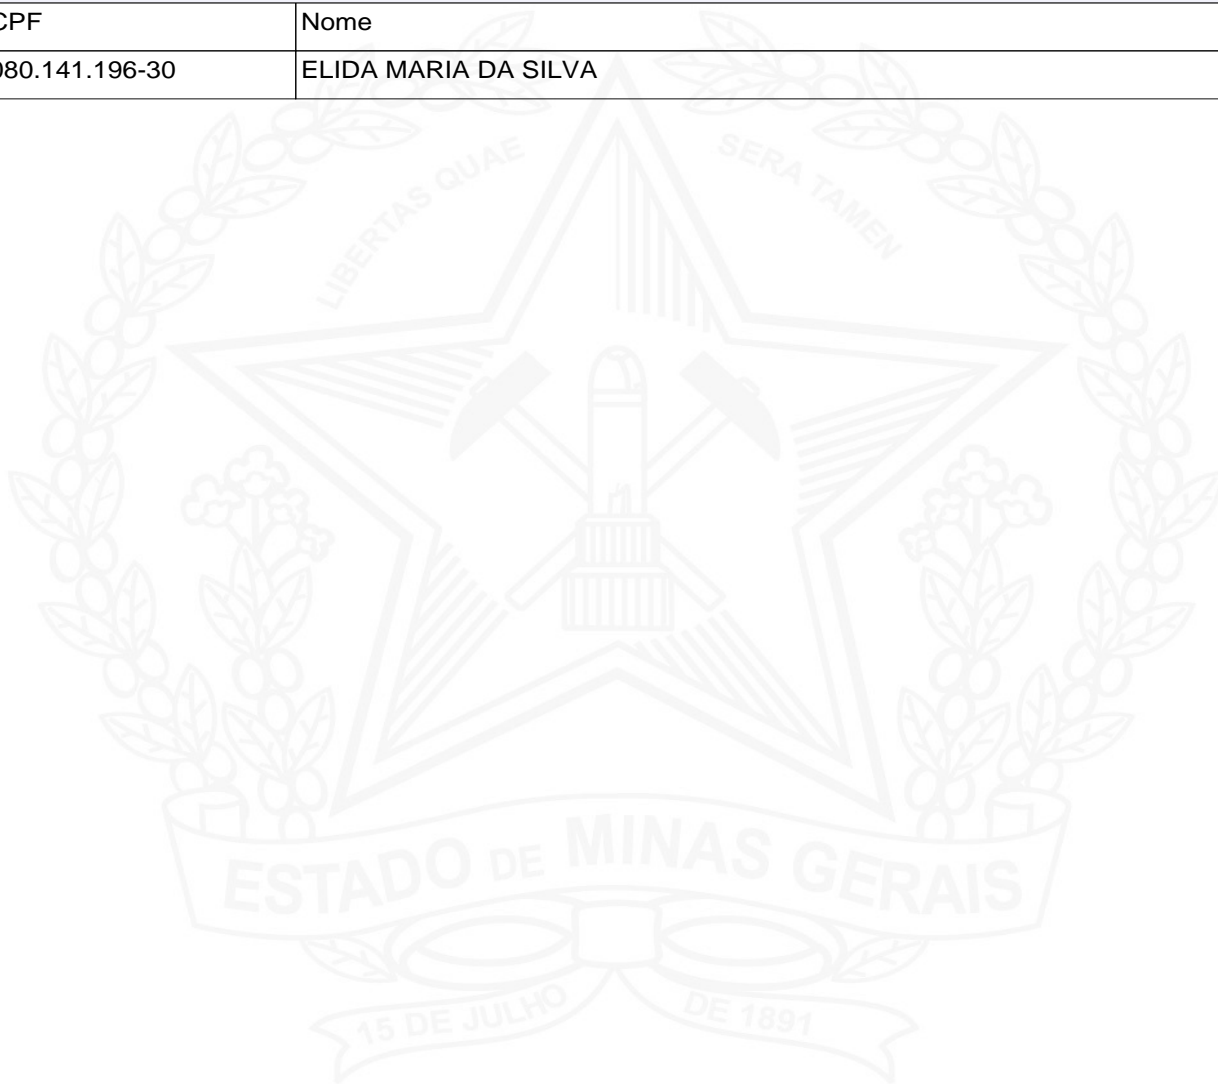 CPF Nome
080.141.196-30 ELIDA MARIA DA SILVA
LIBERTAS QUAE SERA TAMEN
ESTADO DE MINAS GERAIS
15 DE JULHO DE 1891